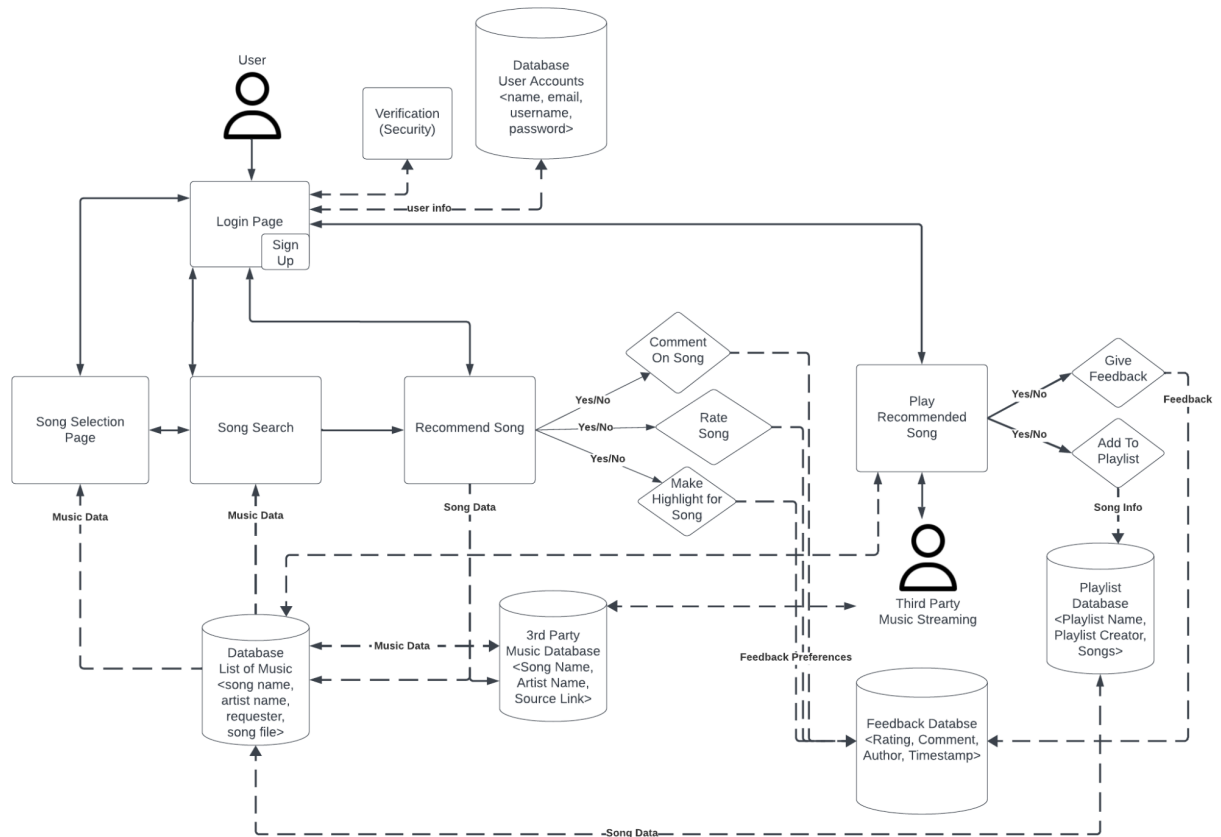 User
Database
User Accounts
<name, email,
username,
password>
Verification
(Security)
Login Page
Sign
Up
user info
Comment
On Song
Give
Feedback
Play
Recommended
Song
Yes/No
Feedback
Song Selection
Page
Song Search
Recommend Song
Yes/No
Yes/No
Yes/No
Rate
Song
Yes/No
Add To
Playlist
Make
Highlight for
Song
Music Data
Music Data
Song Data
Song Info
Third Party
Music Streaming
Playlist
Database
<Playlist Name,
Playlist Creator,
Songs>
Database
List of Music
<song name,
artist name,
requester,
song file>
Music Data
3rd Party
Music Database
<Song Name,
Artist Name,
Source Link>
Feedback Preferences
Feedback Databse
<Rating, Comment,
Author, Timestamp>
Song Data